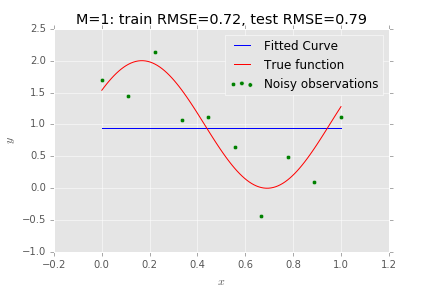 M=1: train RMSE=0.72, test RMSE=0.79
2.5
2.0
1.5
1.0
0.5
0.0
−0.5
−1.0
y
Fitted Curve
True function
Noisy observations
−0.2
0.0
0.2
0.4
0.6
0.8
1.0
1.2
x